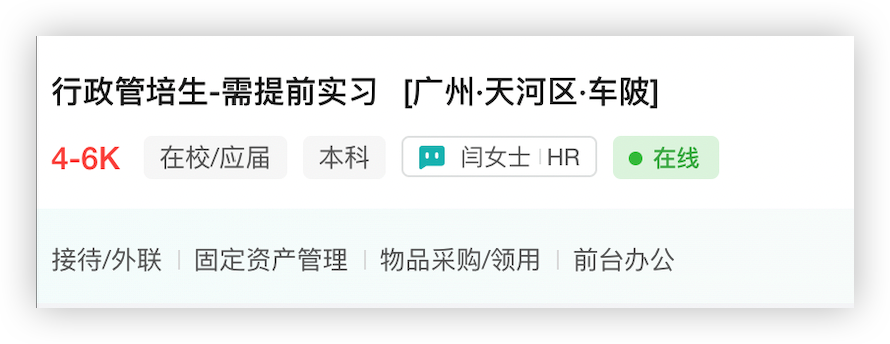 行政管培生-需提前实习 [广州·天河区·车陂]
4-6K 在校/应届 本科 闫女士 HR 在线
接待/外联 固定资产管理 物品采购/领用 前台办公